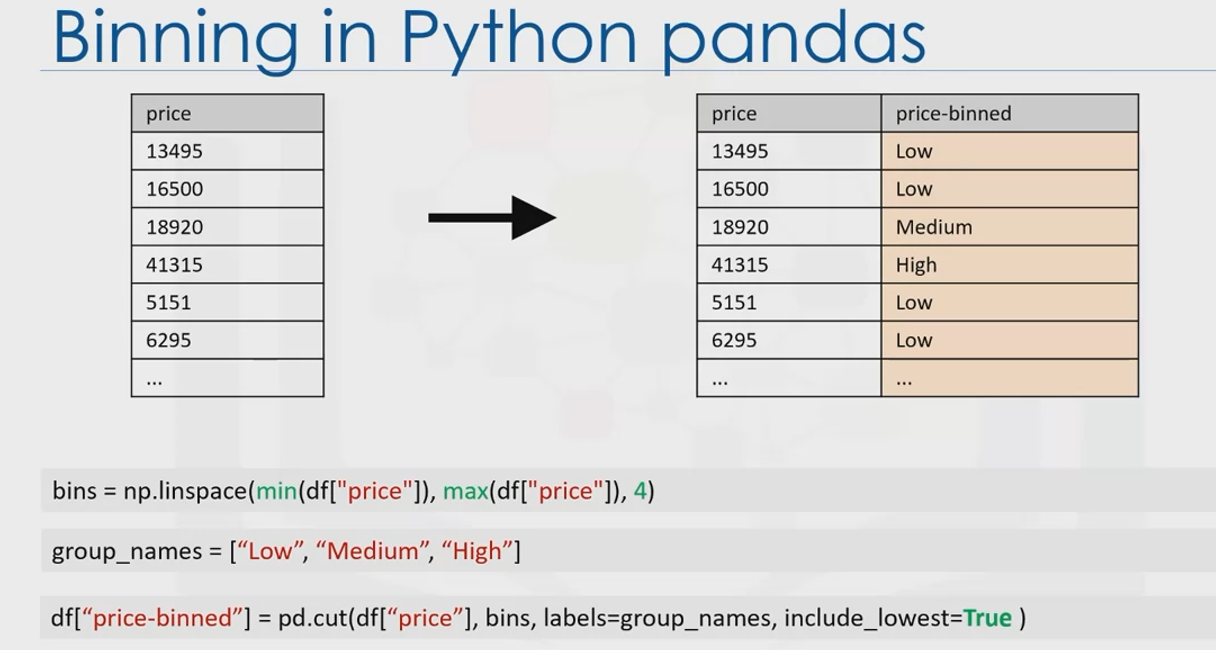 Binning in Python pandas
price
13495
16500
18920
41315
5151
6295
...
price price-binned
13495 Low
16500 Low
18920 Medium
41315 High
5151 Low
6295 Low
... ...
bins = np.linspace(min(df["price"]), max(df["price"]), 4)
group_names = [“Low”, “Medium”, “High”]
df[“price-binned”] = pd.cut(df[“price”], bins, labels=group_names, include_lowest=True )